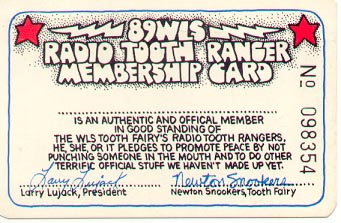 89WLS
RADIO TOOTH RANGER
MEMBERSHIP CARD
No 098354
IS AN AUTHENTIC AND OFFICAL MEMBER
IN GOOD STANDING OF
THE WLS TOOTH FAIRY'S RADIO TOOTH RANGERS,
HE, SHE, OR IT PLEDGES TO PROMOTE PEACE BY NOT
PUNCHING SOMEONE IN THE MOUTH AND TO DO OTHER
TERRIFIC OFFICIAL STUFF WE HAVEN'T MADE UP YET.
Larry Lujack Newton Snookers
Larry Lujack, President Newton Snookers, Tooth Fairy